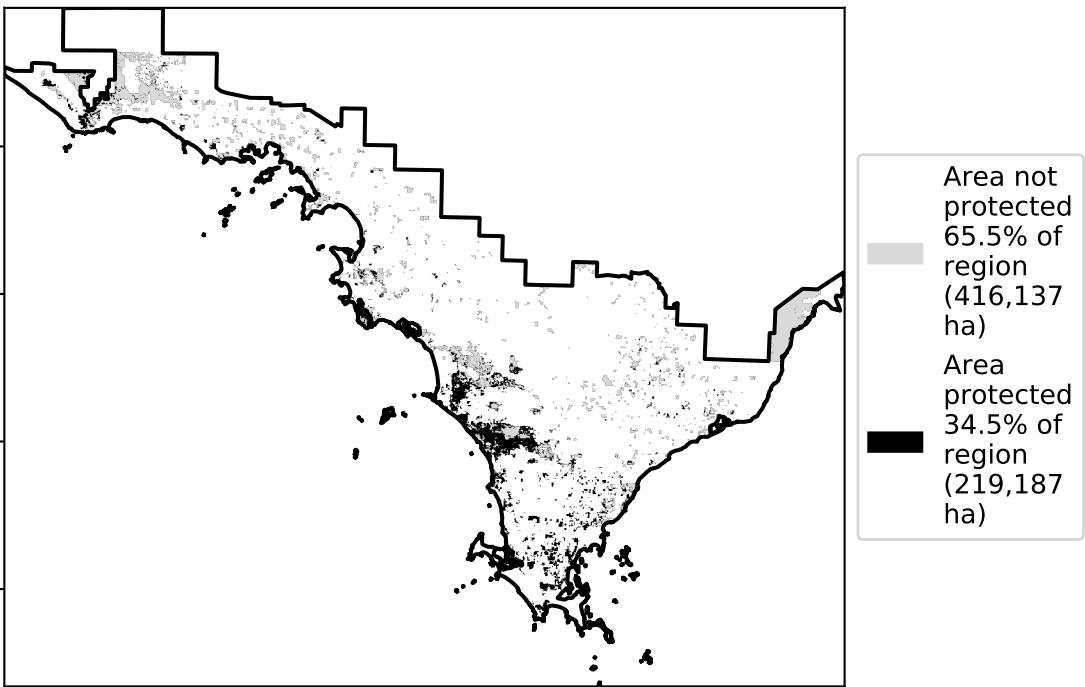 Area not
protected
65.5% of
region
(416,137
ha)
Area
protected
34.5% of
region
(219,187
ha)